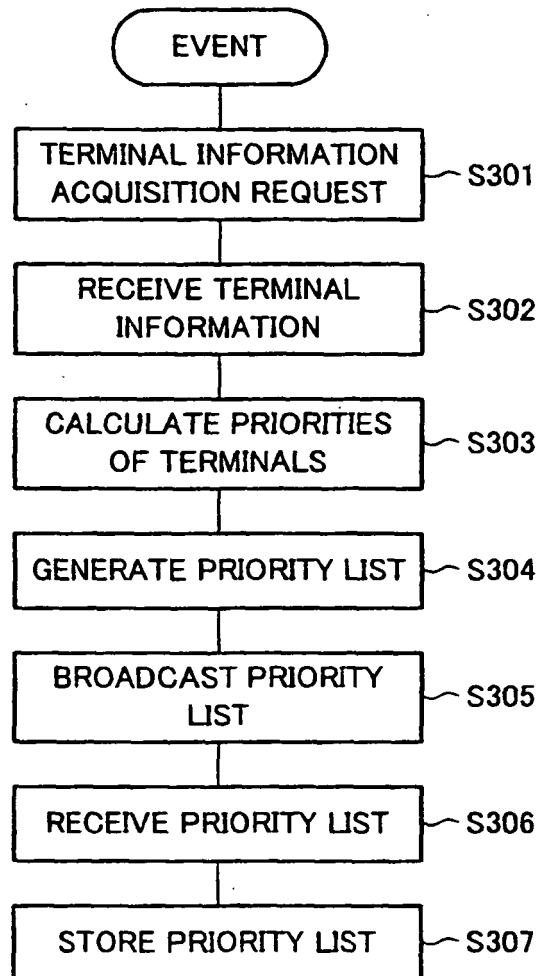 EVENT
TERMINAL INFORMATION
ACQUISITION REQUEST
S301
RECEIVE TERMINAL
INFORMATION
S302
CALCULATE PRIORITIES
OF TERMINALS
S303
GENERATE PRIORITY LIST
S304
BROADCAST PRIORITY
LIST
S305
RECEIVE PRIORITY LIST
S306
STORE PRIORITY LIST
S307